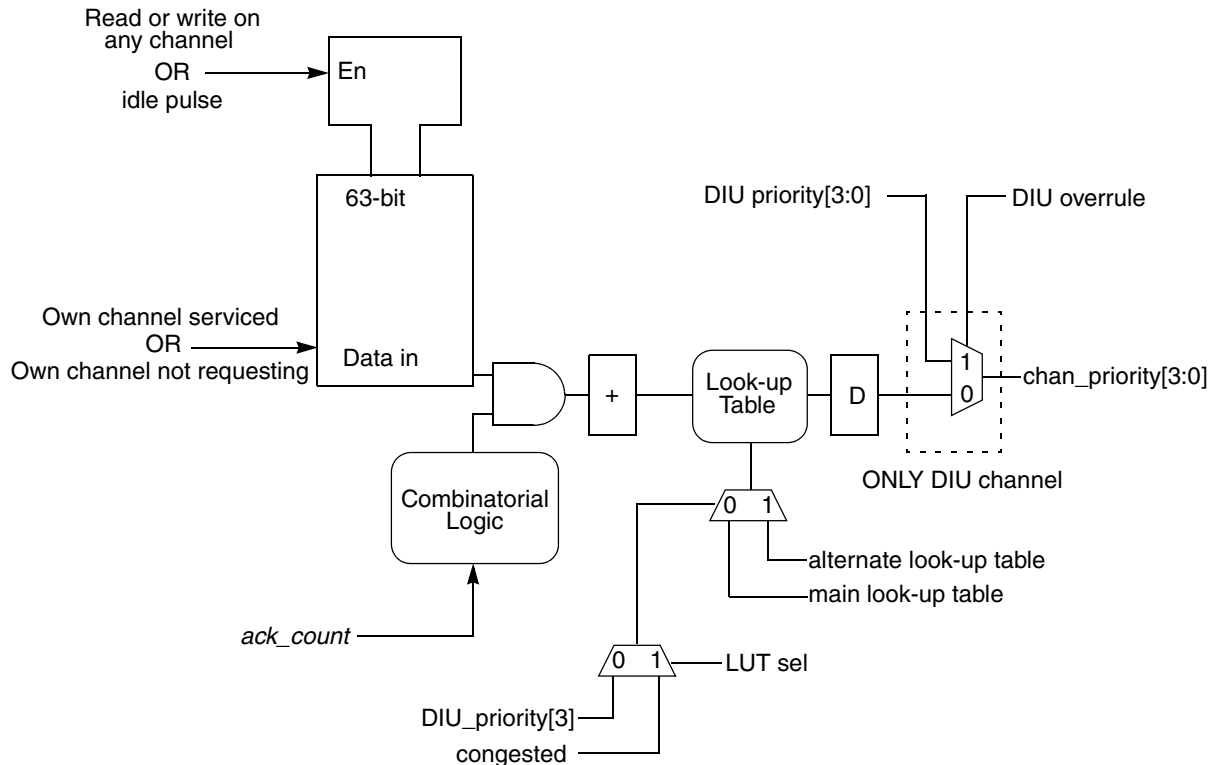 Read or write on
any channel
OR
idle pulse
En
63-bit
DIU priority[3:0]
DIU overrule
Own channel serviced
OR
Own channel not requesting
Data in
+
Look-up
Table
D
1
0
chan_priority[3:0]
ONLY DIU channel
Combinatorial
Logic
0 1
alternate look-up table
main look-up table
ack_count
0 1
LUT sel
DIU_priority[3]
congested